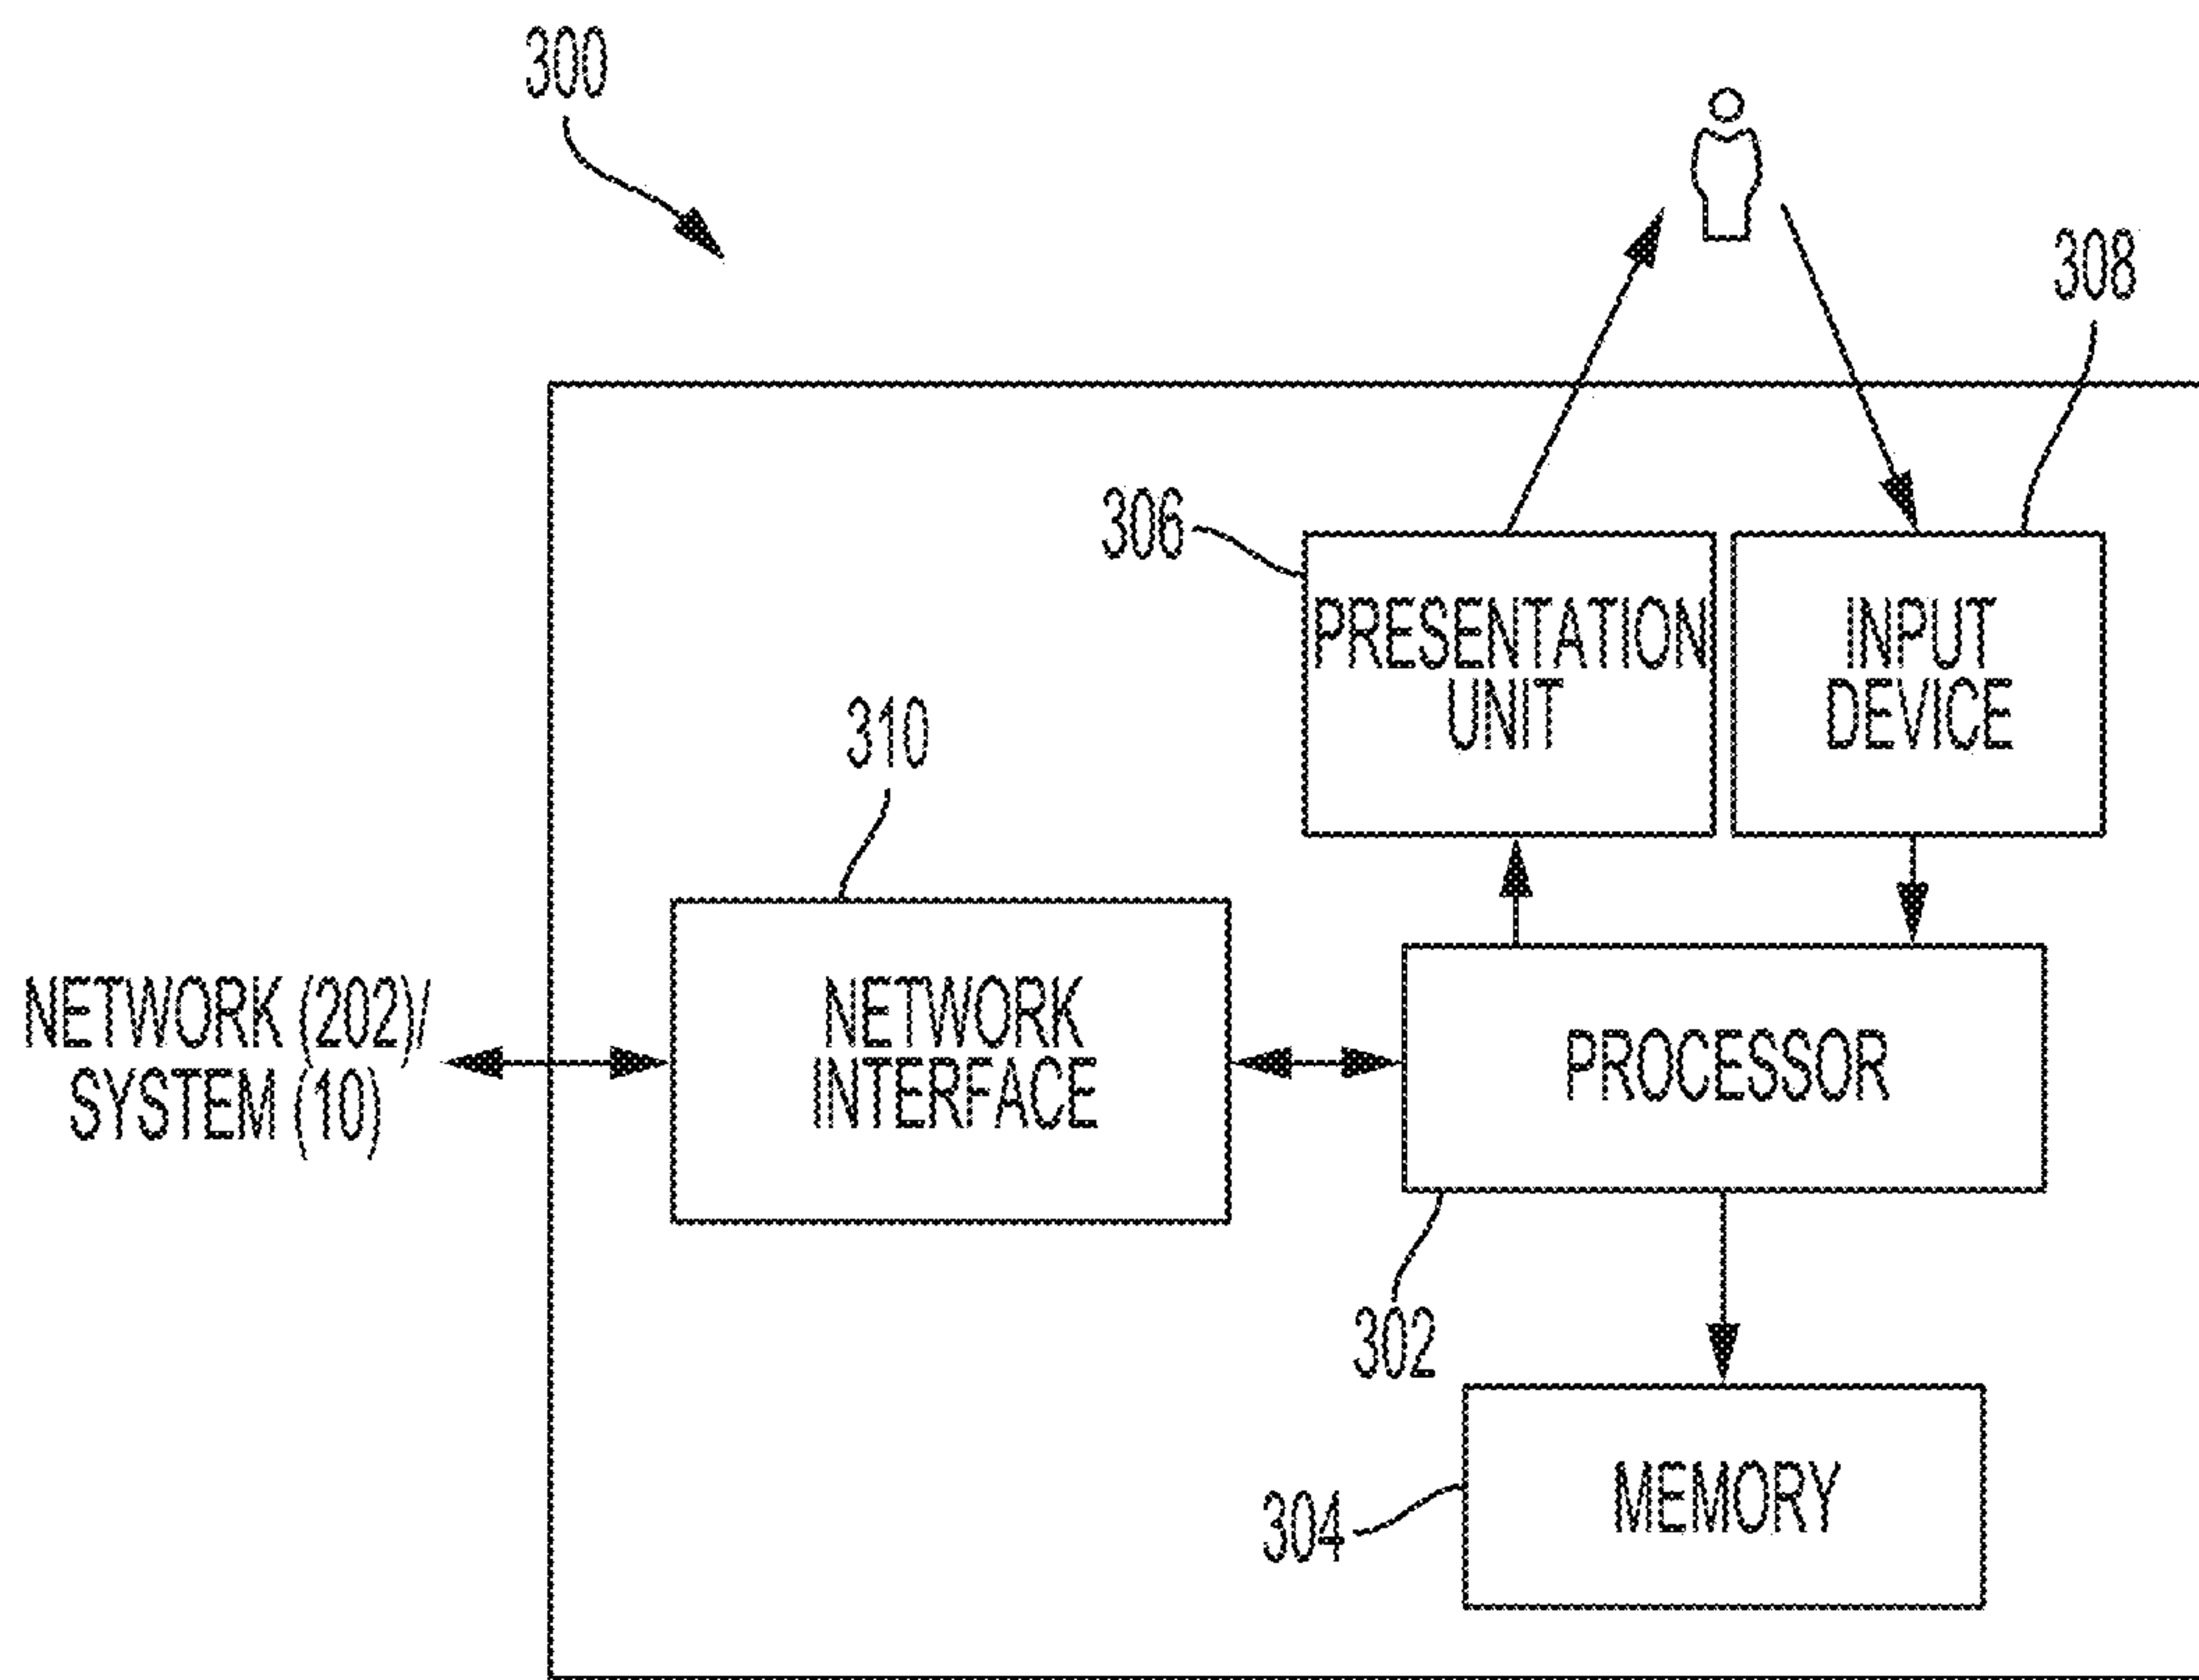 300
308
306
PRESENTATION
UNIT
INPUT
DEVICE
310
NETWORK (202)/
SYSTEM (10)
NETWORK
INTERFACE
PROCESSOR
302
304
MEMORY